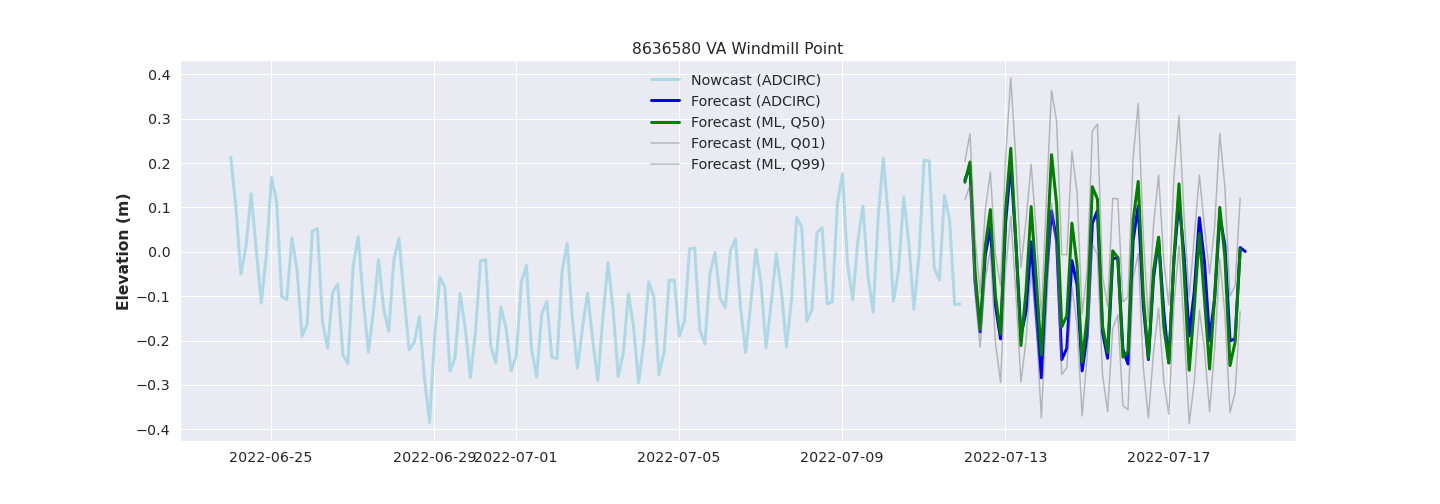 8636580 VA Windmill Point
Elevation (m)
0.4
0.3
0.2
0.1
0.0
−0.1
−0.2
−0.3
−0.4
Nowcast (ADCIRC)
Forecast (ADCIRC)
Forecast (ML, Q50)
Forecast (ML, Q01)
Forecast (ML, Q99)
2022-06-25 2022-06-29 2022-07-01 2022-07-05 2022-07-09 2022-07-13 2022-07-17